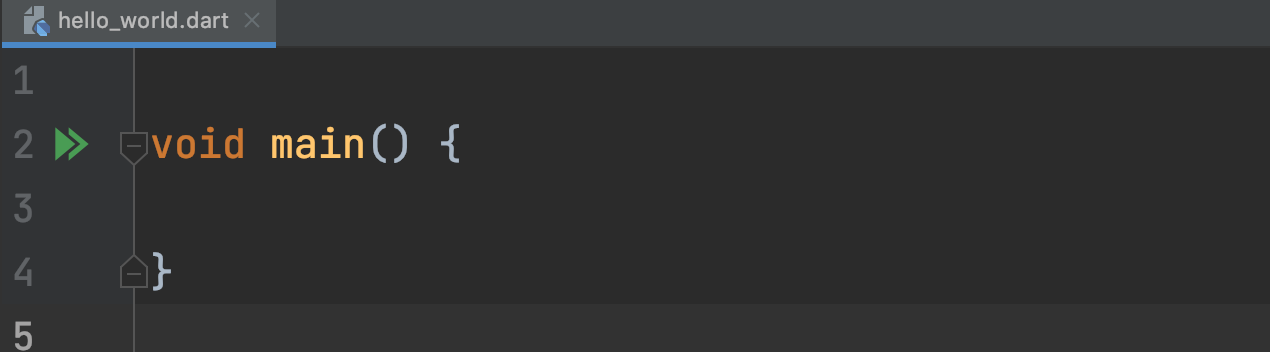 hello_world.dart
1
2 void main() {
3
4 }
5